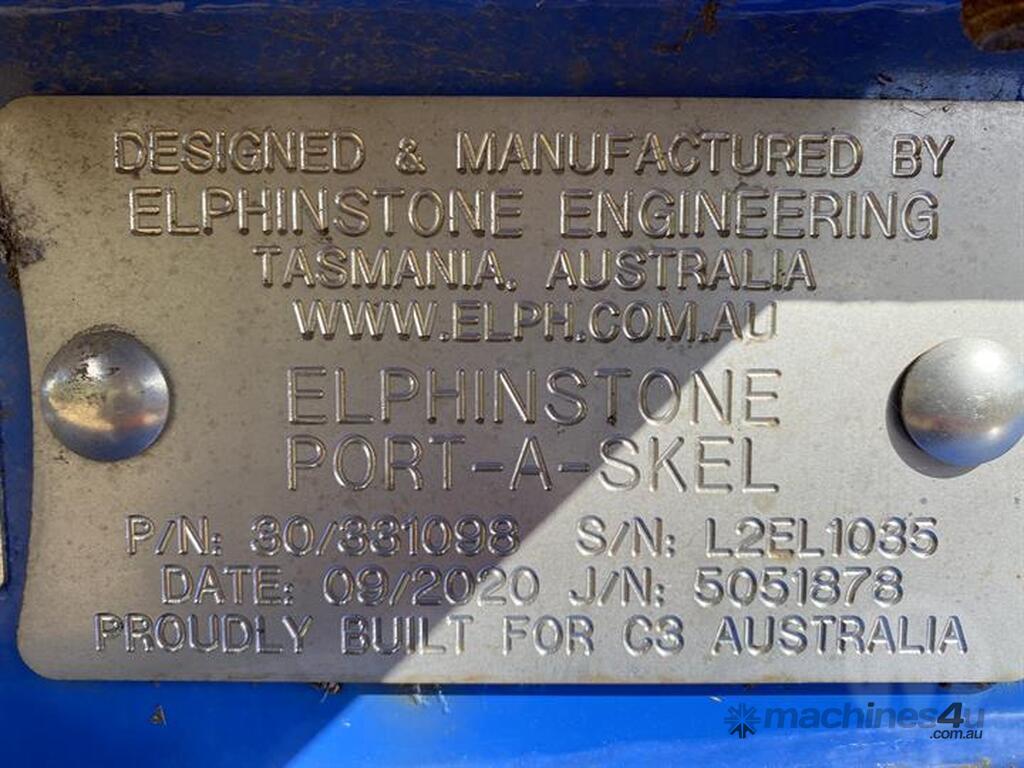 DESIGNED & MANUFACTURED BY
ELPHINSTONE ENGINEERING
TASMANIA, AUSTRALIA
WWW.ELPH.COM.AU
ELPHINSTONE
PORT-A-SKEL
P/N: 30/331098 S/N: L2EL1035
DATE: 09/2020 J/N: 5051878
PROUDLY BUILT FOR C3 AUSTRALIA
machines4u
.com.au